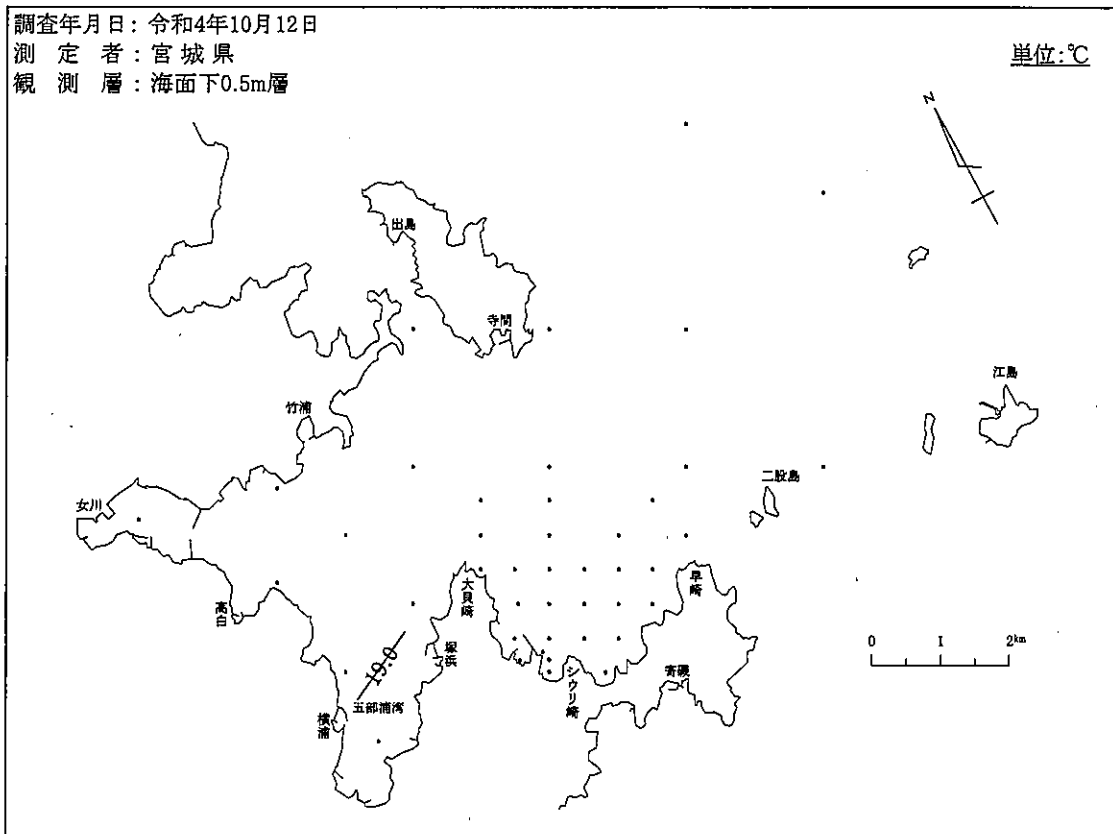 調査年月日：令和4年10月12日
測定者：宮城県
観測層：海面下0.5m層
単位：℃
N
出島
寺間
江島
竹浦
二股島
女川
早崎
大貝崎
高白
塚浜
19.0
シウリ崎
寄磯
五部浦湾
横浦
0 1 2km